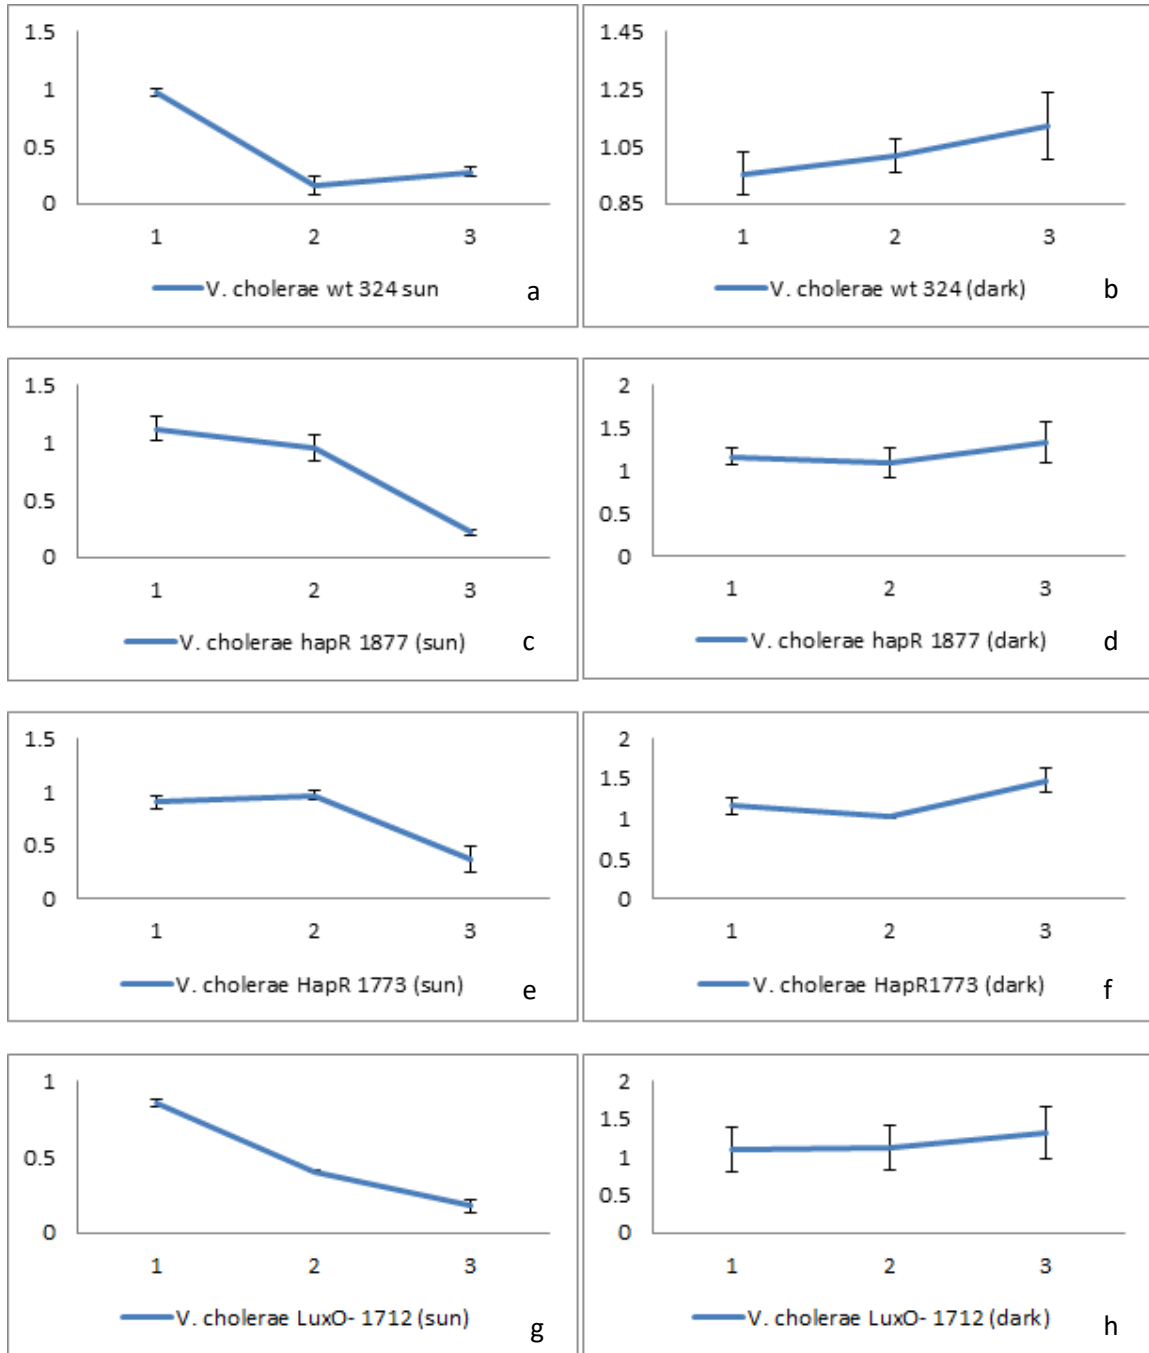 1.5
1
0.5
0
1 2 3
V. cholerae wt 324 sun
a
1.45
1.25
1.05
0.85
1 2 3
V. cholerae wt 324 (dark)
b
1.5
1
0.5
0
1 2 3
V. cholerae hapR 1877 (sun)
c
2
1.5
1
0.5
0
1 2 3
V. cholerae hapR 1877 (dark)
d
1.5
1
0.5
0
1 2 3
V. cholerae HapR 1773 (sun)
e
2
1.5
1
0.5
0
1 2 3
V. cholerae HapR1773 (dark)
f
1
0.5
0
1 2 3
V. cholerae LuxO- 1712 (sun)
g
2
1.5
1
0.5
0
1 2 3
V. cholerae LuxO- 1712 (dark)
h